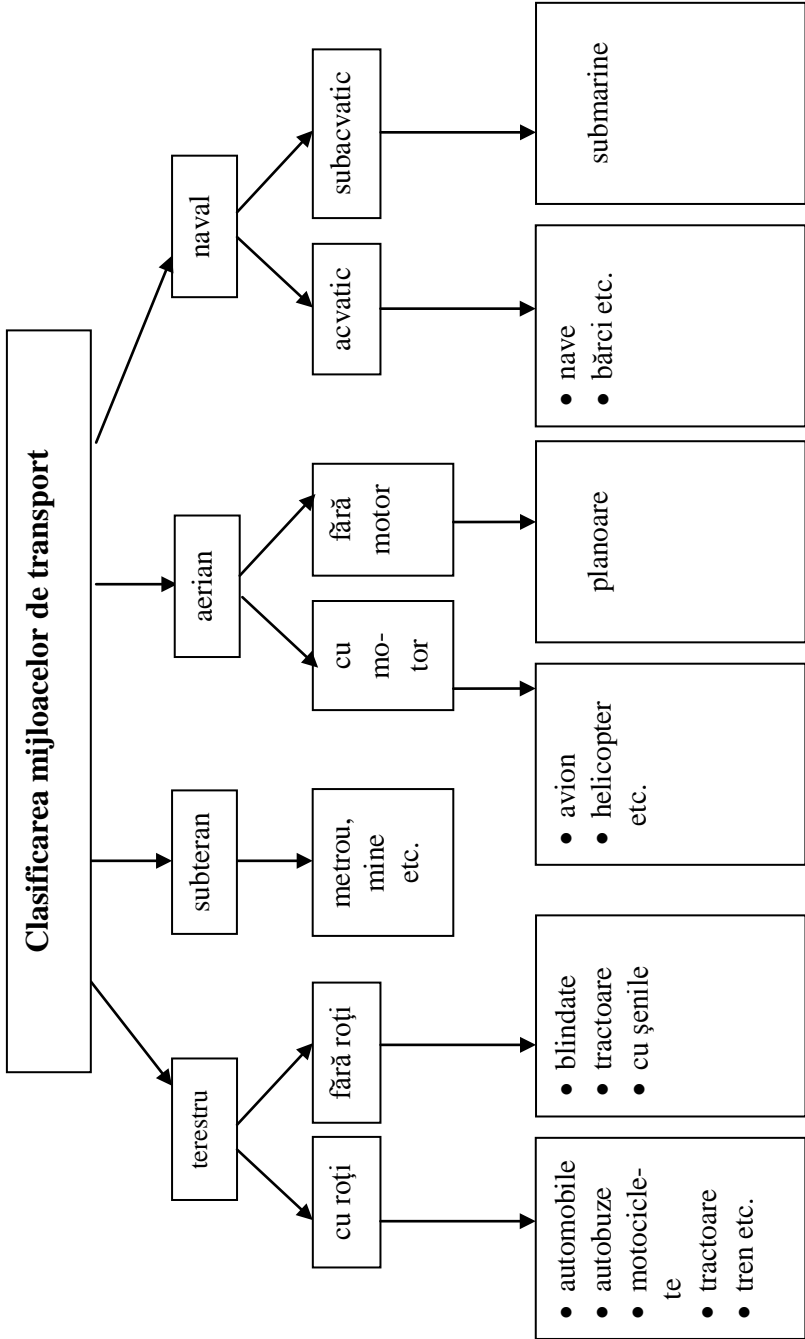 Clasificarea mijloacelor de transport
terestru
subteran
aerian
naval
cu roţi
fără roţi
metrou,
mine
etc.
cu
mo-
tor
fără
motor
acvatic
subacvatic
• automobile
• autobuze
• motocicle-
te
• tractoare
• tren etc.
• blindate
• tractoare
• cu şenile
• avion
• helicopter
etc.
planoare
• nave
• bărci etc.
submarine